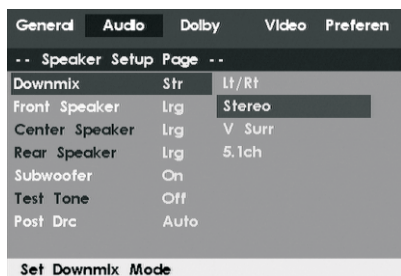 General Audio Dolby Video Preferen
-- Speaker Setup Page --
Downmix Str Lt/Rt
Front Speaker Lrg Stereo
Center Speaker Lrg V Surr
Rear Speaker Lrg 5.1ch
Subwoofer On
Test Tone Off
Post Drc Auto
Set Downmix Mode